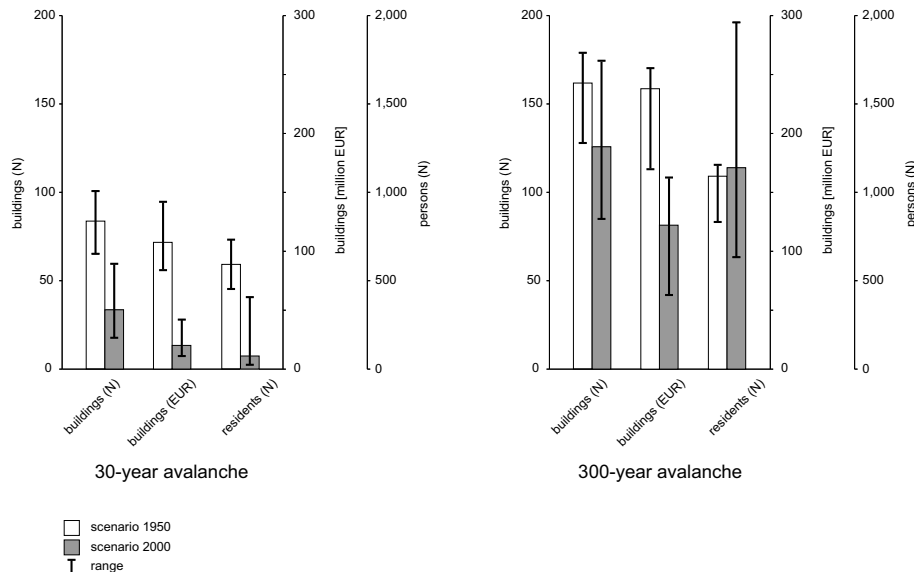 200
150
100
50
0
buildings (N)
300
200
100
0
buildings [million EUR]
2,000
1,500
1,000
500
0
persons (N)
buildings (N)
buildings (EUR)
residents (N)
30-year avalanche
200
150
100
50
0
buildings (N)
300
200
100
0
buildings [million EUR]
2,000
1,500
1,000
500
0
persons (N)
buildings (N)
buildings (EUR)
residents (N)
300-year avalanche
scenario 1950
scenario 2000
range